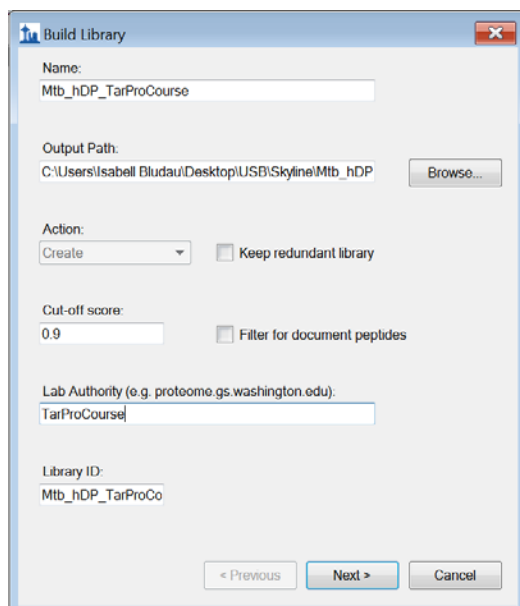 Build Library
Name:
Mtb_hDP_TarProCourse
Output Path:
C:\Users\Isabell Bludau\Desktop\USB\Skyline\Mtb_hDP
Browse...
Action:
Create
Keep redundant library
Cut-off score:
0.9
Filter for document peptides
Lab Authority (e.g. proteome.gs.washington.edu):
TarProCourse
Library ID:
Mtb_hDP_TarProCo
< Previous
Next >
Cancel